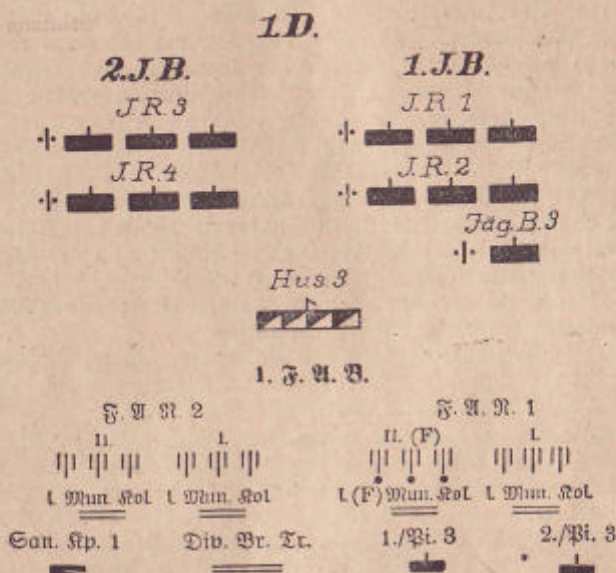 1.D.
2.J.B. 1.J.B.
J.R.3 J.R.1
J.R.4 J.R.2
Jäg.B.3
Hus 3
1. F. A. B.
F. A. R. 2 F. A. R. 1
II. I. II. (F) I.
l. Mun. Kol. l. Mun. Kol. l. (F) Mun. Kol. l. Mun. Kol.
San. Kp. 1 Div. Br. Tr. 1./Pi. 3 2./Pi. 3